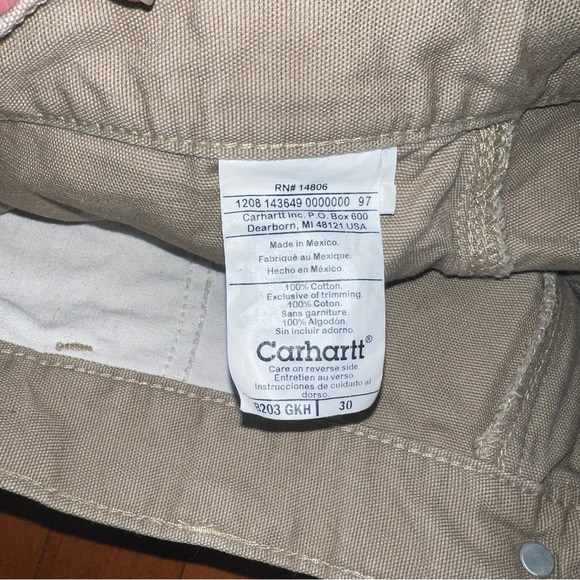 RN# 14806
1208 143649 0000000 97
Carhartt Inc. P.O. Box 600
Dearborn, MI 48121 USA
Made in Mexico.
Fabriqué au Mexique.
Hecho en México.
100% Cotton.
Exclusive of trimming.
100% Coton.
Sans garniture.
100% Algodón.
Sin incluir adorno.
Carhartt®
Care on reverse side.
Entretien au verso.
Instrucciones de cuidado al
dorso.
B203 GKH 30